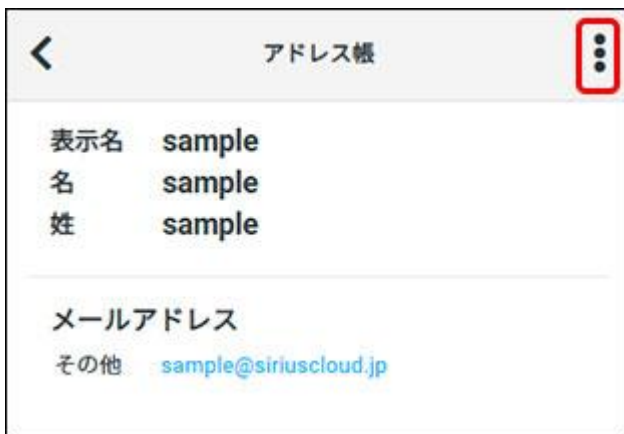 アドレス帳
表示名 sample
名 sample
姓 sample
メールアドレス
その他 sample@siriuscloud.jp